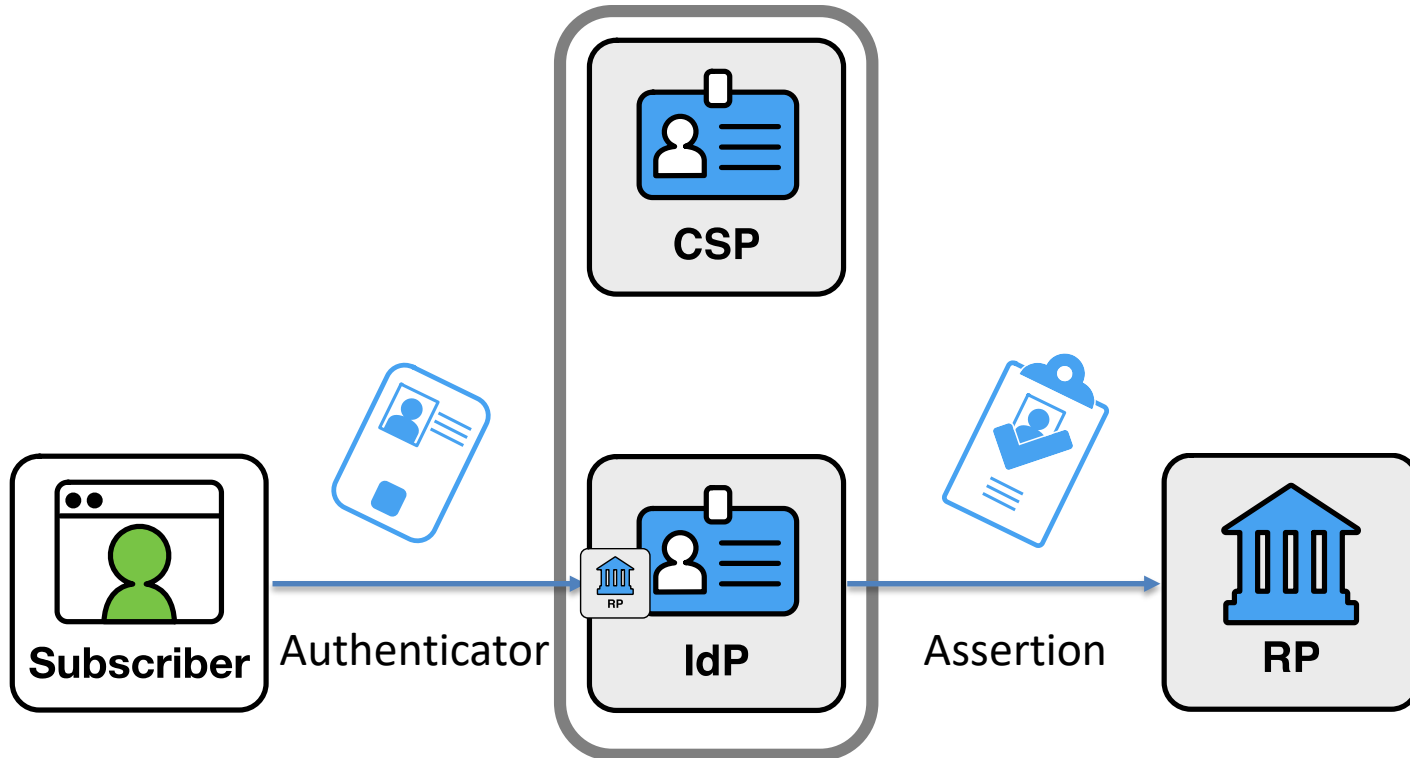 CSP
RP
Subscriber
Authenticator
IdP
Assertion
RP